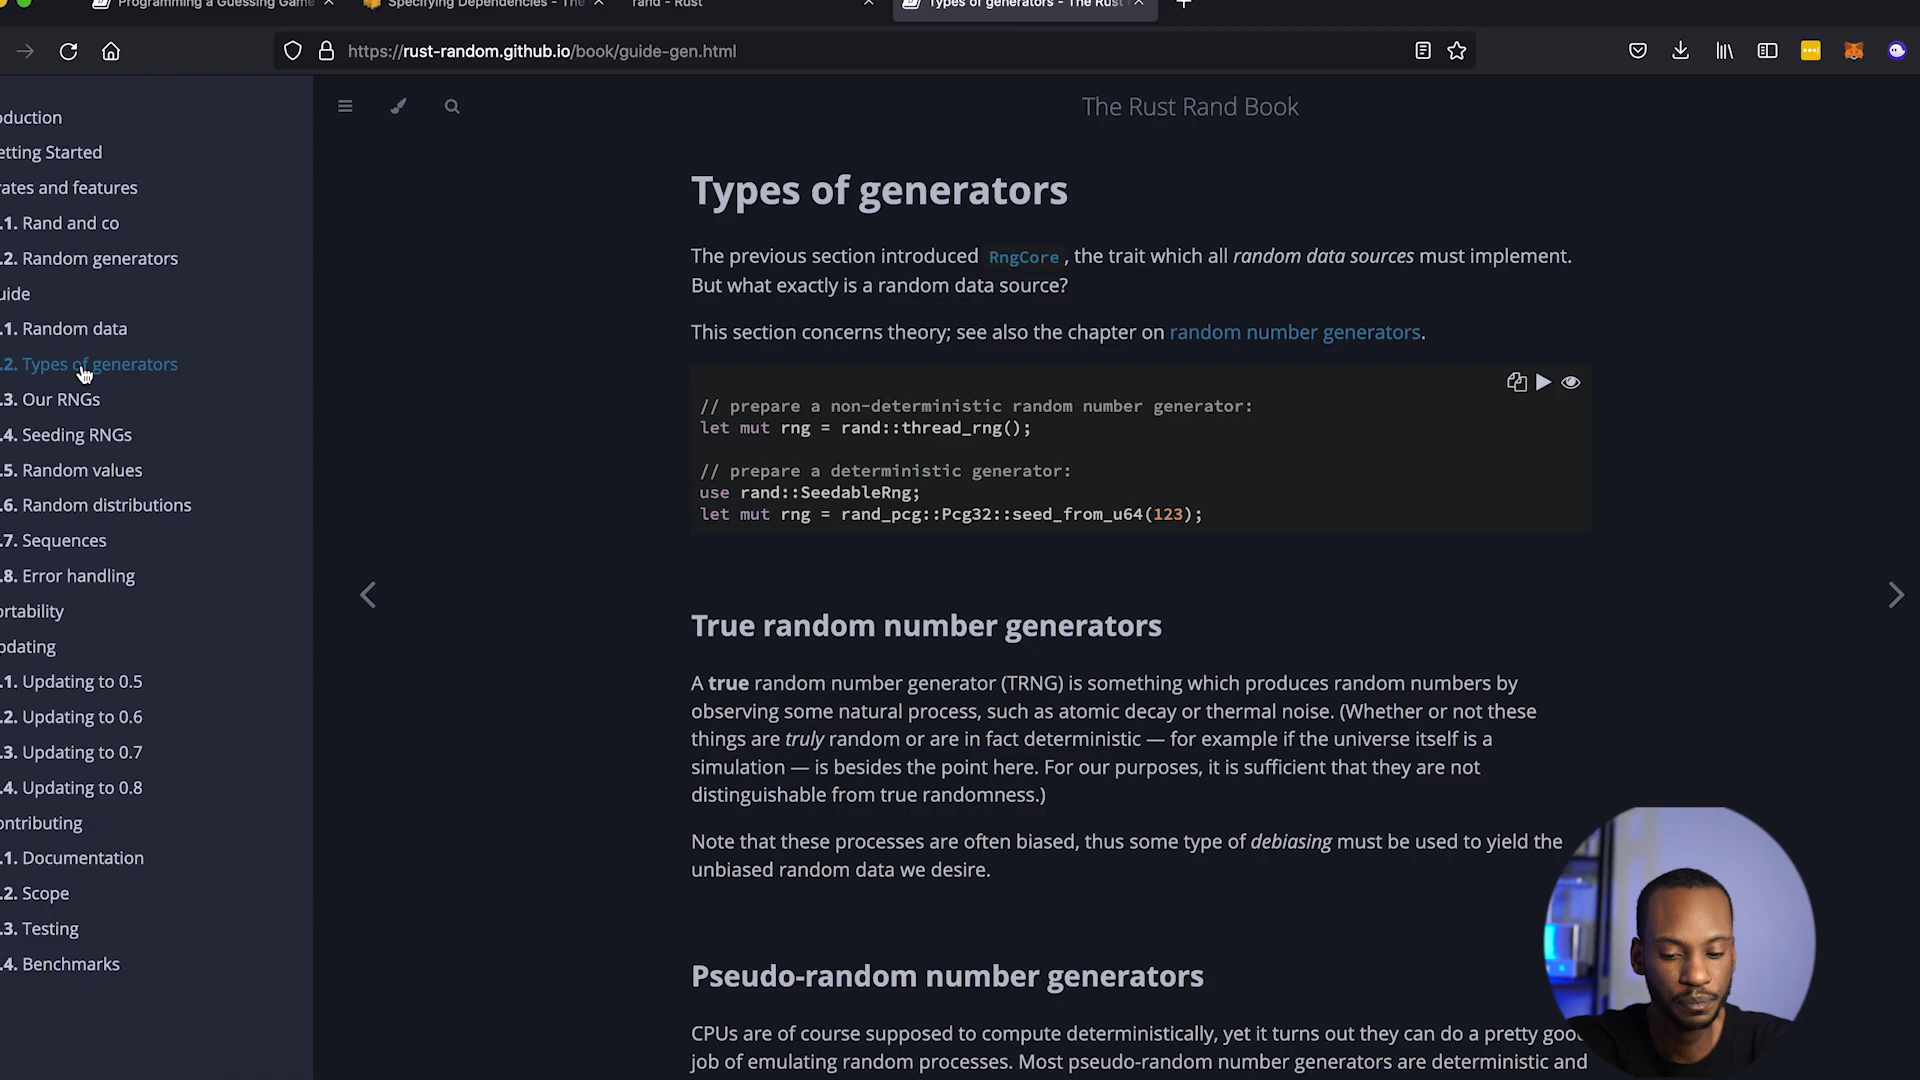 Programming a Guessing Game
Specifying Dependencies - The
rand - Rust
Types of generators - The Rust
https://rust-random.github.io/book/guide-gen.html
oduction
etting Started
rates and features
.1. Rand and co
.2. Random generators
uide
.1. Random data
.2. Types of generators
.3. Our RNGs
.4. Seeding RNGs
.5. Random values
.6. Random distributions
.7. Sequences
.8. Error handling
ortability
pdating
.1. Updating to 0.5
.2. Updating to 0.6
.3. Updating to 0.7
.4. Updating to 0.8
ontributing
.1. Documentation
.2. Scope
.3. Testing
.4. Benchmarks
The Rust Rand Book
Types of generators
The previous section introduced RngCore, the trait which all random data sources must implement.
But what exactly is a random data source?
This section concerns theory; see also the chapter on random number generators.
// prepare a non-deterministic random number generator:
let mut rng = rand::thread_rng();
// prepare a deterministic generator:
use rand::SeedableRng;
let mut rng = rand_pcg::Pcg32::seed_from_u64(123);
True random number generators
A true random number generator (TRNG) is something which produces random numbers by
observing some natural process, such as atomic decay or thermal noise. (Whether or not these
things are truly random or are in fact deterministic — for example if the universe itself is a
simulation — is besides the point here. For our purposes, it is sufficient that they are not
distinguishable from true randomness.)
Note that these processes are often biased, thus some type of debiasing must be used to yield the
unbiased random data we desire.
Pseudo-random number generators
CPUs are of course supposed to compute deterministically, yet it turns out they can do a pretty good
job of emulating random processes. Most pseudo-random number generators are deterministic and